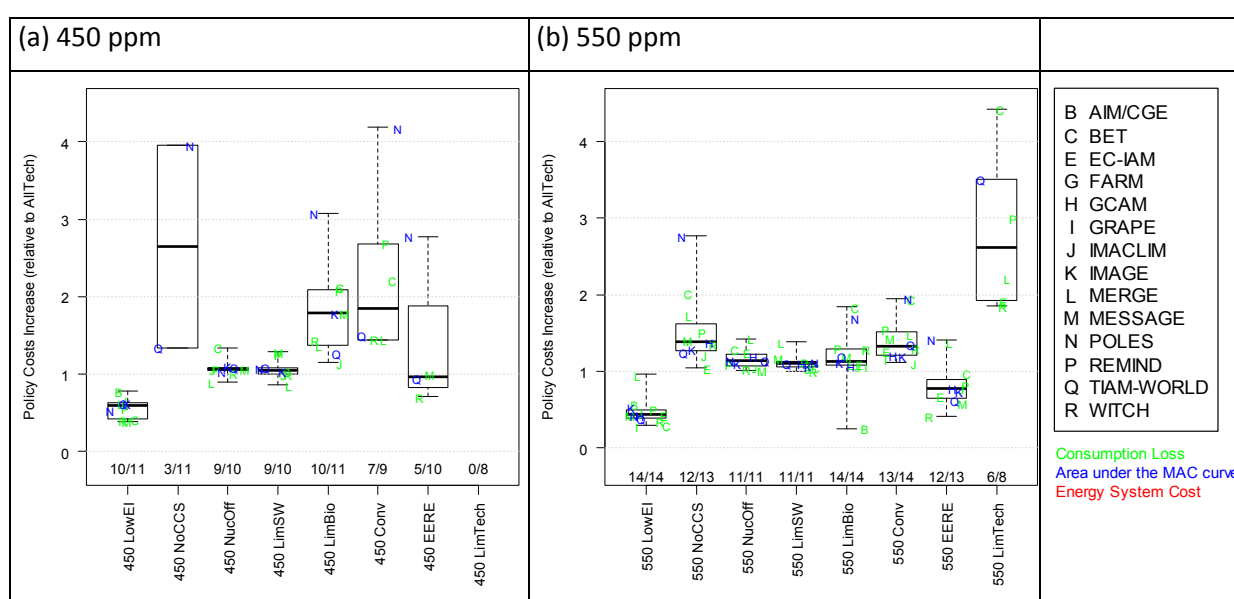 (a) 450 ppm
(b) 550 ppm
Policy Costs Increase (relative to AllTech)
4
3
2
1
0
10/11 3/11 9/10 9/10 10/11 7/9 5/10 0/8
450 LowEI
450 NoCCS
450 NucOff
450 LimSW
450 LimBio
450 Conv
450 EERE
450 LimTech
Policy Costs Increase (relative to AllTech)
4
3
2
1
0
14/14 12/13 11/11 11/11 14/14 13/14 12/13 6/8
550 LowEI
550 NoCCS
550 NucOff
550 LimSW
550 LimBio
550 Conv
550 EERE
550 LimTech
B AIM/CGE
C BET
E EC-IAM
G FARM
H GCAM
I GRAPE
J IMACLIM
K IMAGE
L MERGE
M MESSAGE
N POLES
P REMIND
Q TIAM-WORLD
R WITCH
Consumption Loss
Area under the MAC curve
Energy System Cost